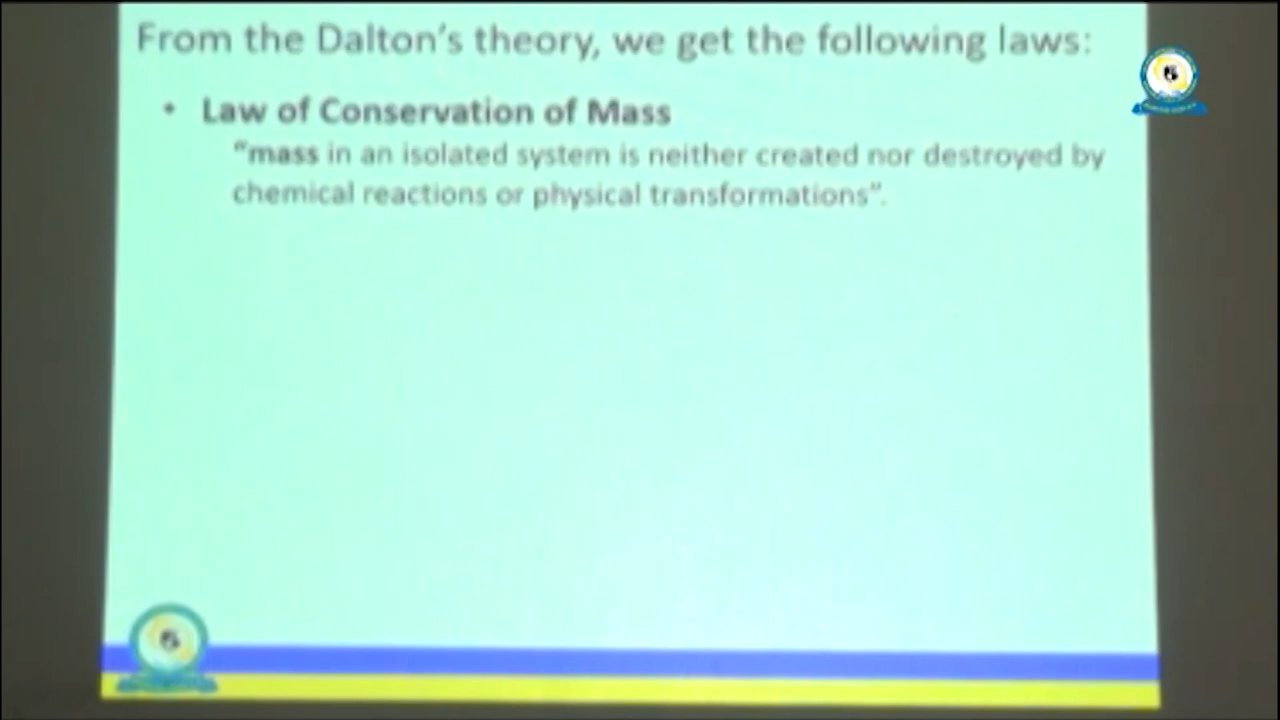 From the Dalton's theory, we get the following laws:
• Law of Conservation of Mass
"mass in an isolated system is neither created nor destroyed by
chemical reactions or physical transformations".